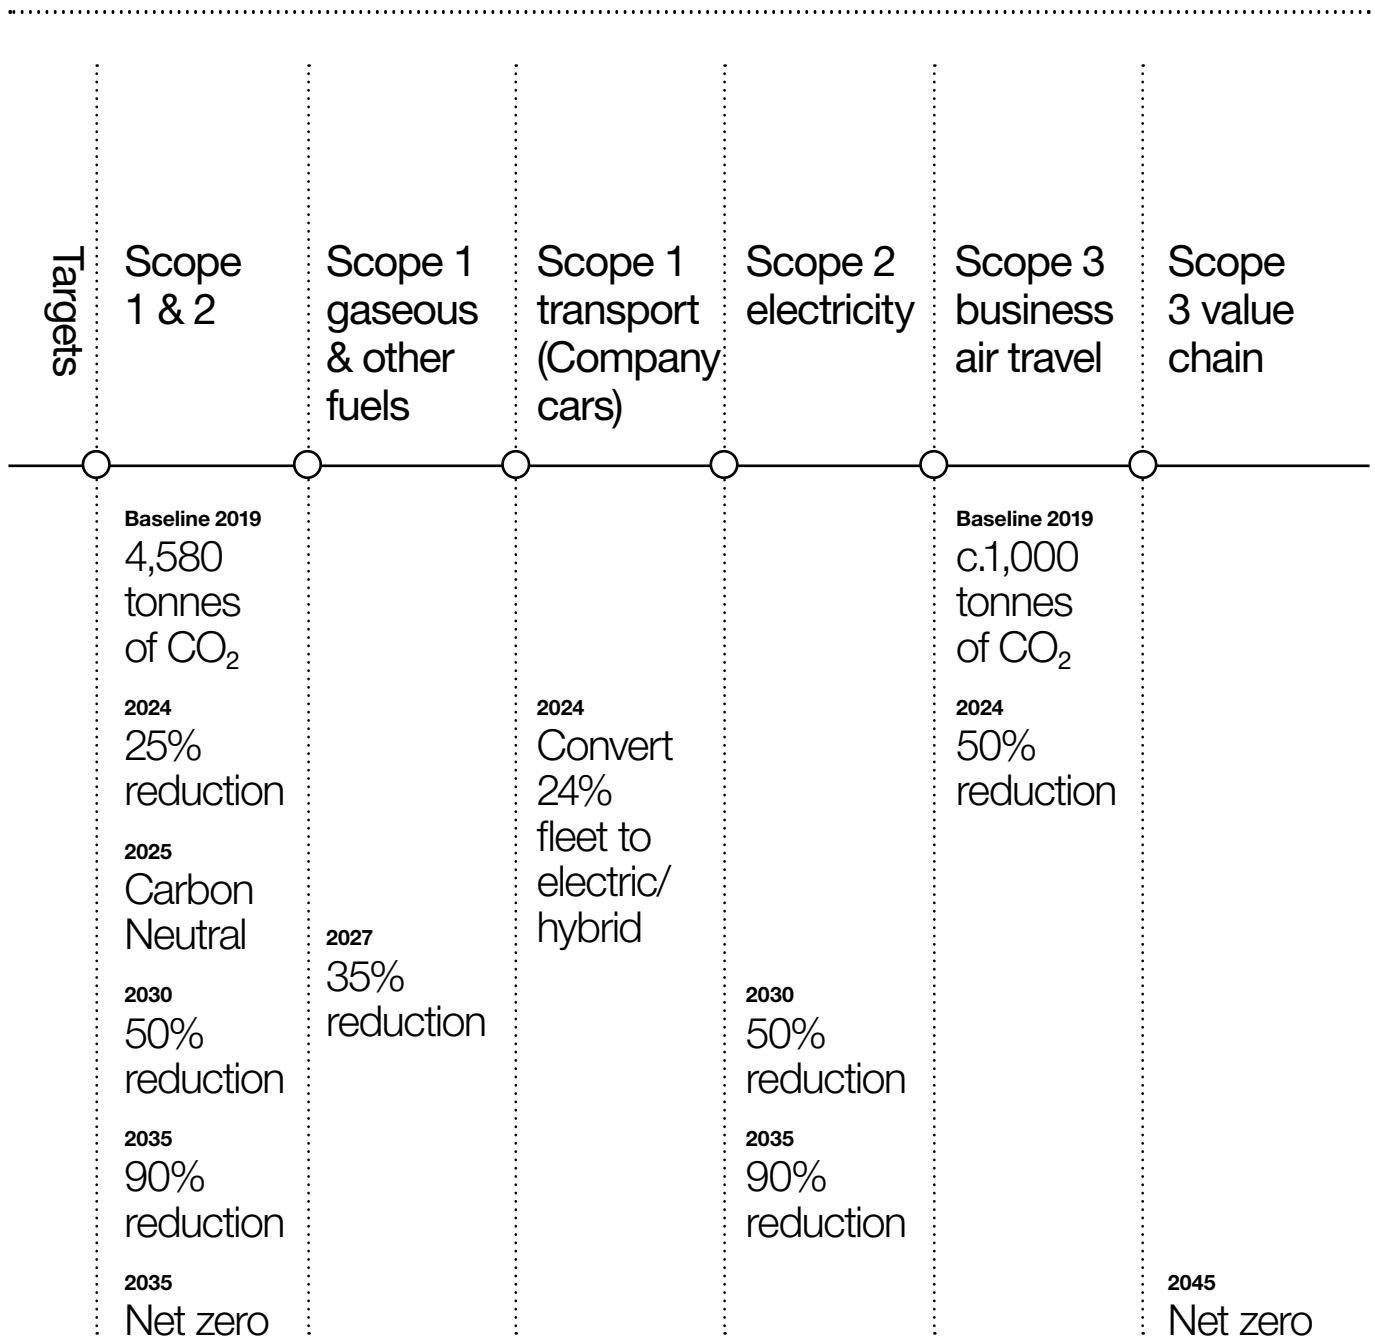 Targets
Scope
1 & 2
Scope 1
gaseous
& other
fuels
Scope 1
transport
(Company
cars)
Scope 2
electricity
Scope 3
business
air travel
Scope
3 value
chain
Baseline 2019
4,580
tonnes
of CO₂
2024
25%
reduction
2025
Carbon
Neutral
2030
50%
reduction
2035
90%
reduction
2035
Net zero
2027
35%
reduction
2024
Convert
24%
fleet to
electric/
hybrid
2030
50%
reduction
2035
90%
reduction
Baseline 2019
c.1,000
tonnes
of CO₂
2024
50%
reduction
2045
Net zero